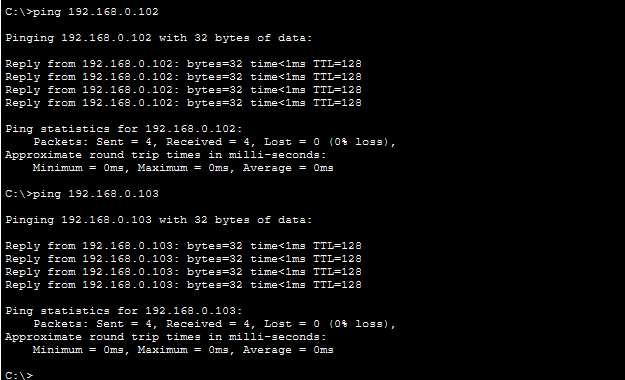 C:\>ping 192.168.0.102
Pinging 192.168.0.102 with 32 bytes of data:
Reply from 192.168.0.102: bytes=32 time<1ms TTL=128
Reply from 192.168.0.102: bytes=32 time<1ms TTL=128
Reply from 192.168.0.102: bytes=32 time<1ms TTL=128
Reply from 192.168.0.102: bytes=32 time<1ms TTL=128
Ping statistics for 192.168.0.102:
    Packets: Sent = 4, Received = 4, Lost = 0 (0% loss),
Approximate round trip times in milli-seconds:
    Minimum = 0ms, Maximum = 0ms, Average = 0ms
C:\>ping 192.168.0.103
Pinging 192.168.0.103 with 32 bytes of data:
Reply from 192.168.0.103: bytes=32 time<1ms TTL=128
Reply from 192.168.0.103: bytes=32 time<1ms TTL=128
Reply from 192.168.0.103: bytes=32 time<1ms TTL=128
Reply from 192.168.0.103: bytes=32 time<1ms TTL=128
Ping statistics for 192.168.0.103:
    Packets: Sent = 4, Received = 4, Lost = 0 (0% loss),
Approximate round trip times in milli-seconds:
    Minimum = 0ms, Maximum = 0ms, Average = 0ms
C:\>